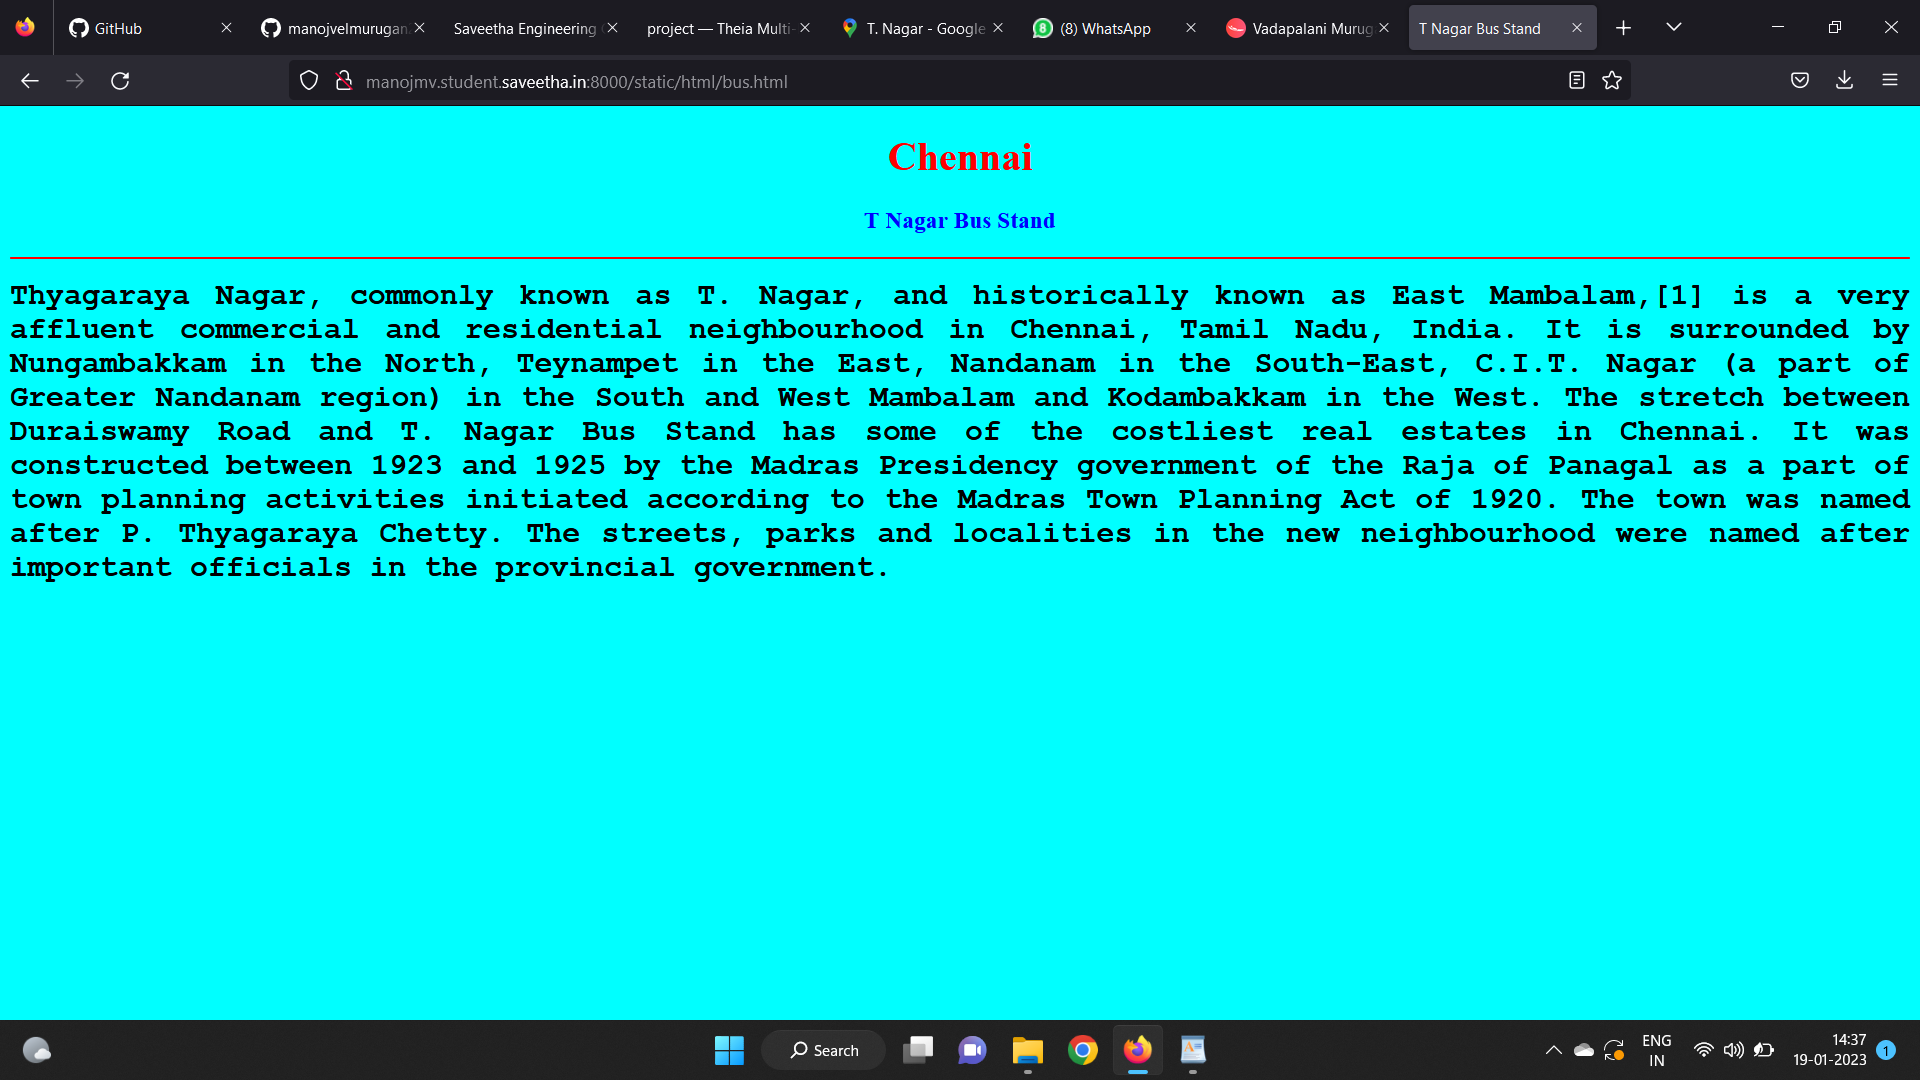 GitHub
manojvelmurugan
Saveetha Engineering
project — Theia Multi-
T. Nagar - Google
(8) WhatsApp
Vadapalani Murug
T Nagar Bus Stand
manojmv.student.saveetha.in:8000/static/html/bus.html
Chennai
T Nagar Bus Stand
Thyagaraya Nagar, commonly known as T. Nagar, and historically known as East Mambalam,[1] is a very
affluent commercial and residential neighbourhood in Chennai, Tamil Nadu, India. It is surrounded by
Nungambakkam in the North, Teynampet in the East, Nandanam in the South-East, C.I.T. Nagar (a part of
Greater Nandanam region) in the South and West Mambalam and Kodambakkam in the West. The stretch between
Duraiswamy Road and T. Nagar Bus Stand has some of the costliest real estates in Chennai. It was
constructed between 1923 and 1925 by the Madras Presidency government of the Raja of Panagal as a part of
town planning activities initiated according to the Madras Town Planning Act of 1920. The town was named
after P. Thyagaraya Chetty. The streets, parks and localities in the new neighbourhood were named after
important officials in the provincial government.
Search
ENG
IN
14:37
19-01-2023
1